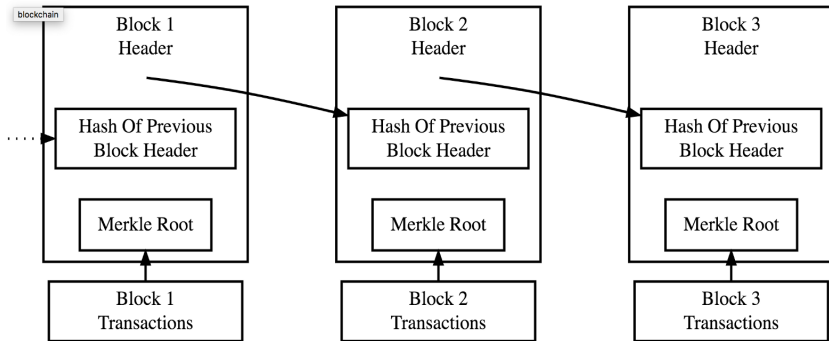 blockchain
Block 1
Header
Hash Of Previous
Block Header
Merkle Root
Block 1
Transactions
Block 2
Header
Hash Of Previous
Block Header
Merkle Root
Block 2
Transactions
Block 3
Header
Hash Of Previous
Block Header
Merkle Root
Block 3
Transactions